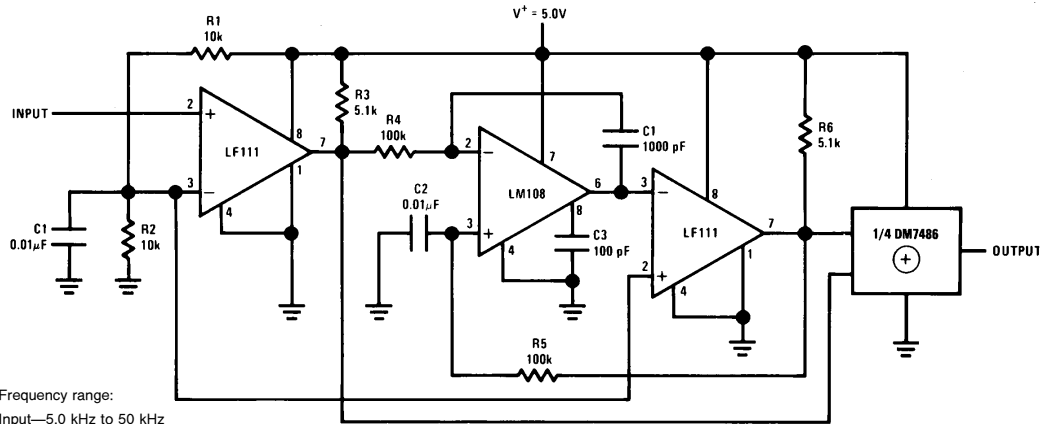 V+ = 5.0V
R1
10k
INPUT
2
+
LF111
8
7
1
3
−
4
C1
0.01μF
R2
10k
R3
5.1k
R4
100k
2
−
C1
1000 pF
7
LM108
6
8
C2
0.01μF
3
+
4
C3
100 pF
3
−
8
LF111
7
1
2
+
4
R6
5.1k
1/4 DM7486
+
OUTPUT
R5
100k
Frequency range:
Input—5.0 kHz to 50 kHz